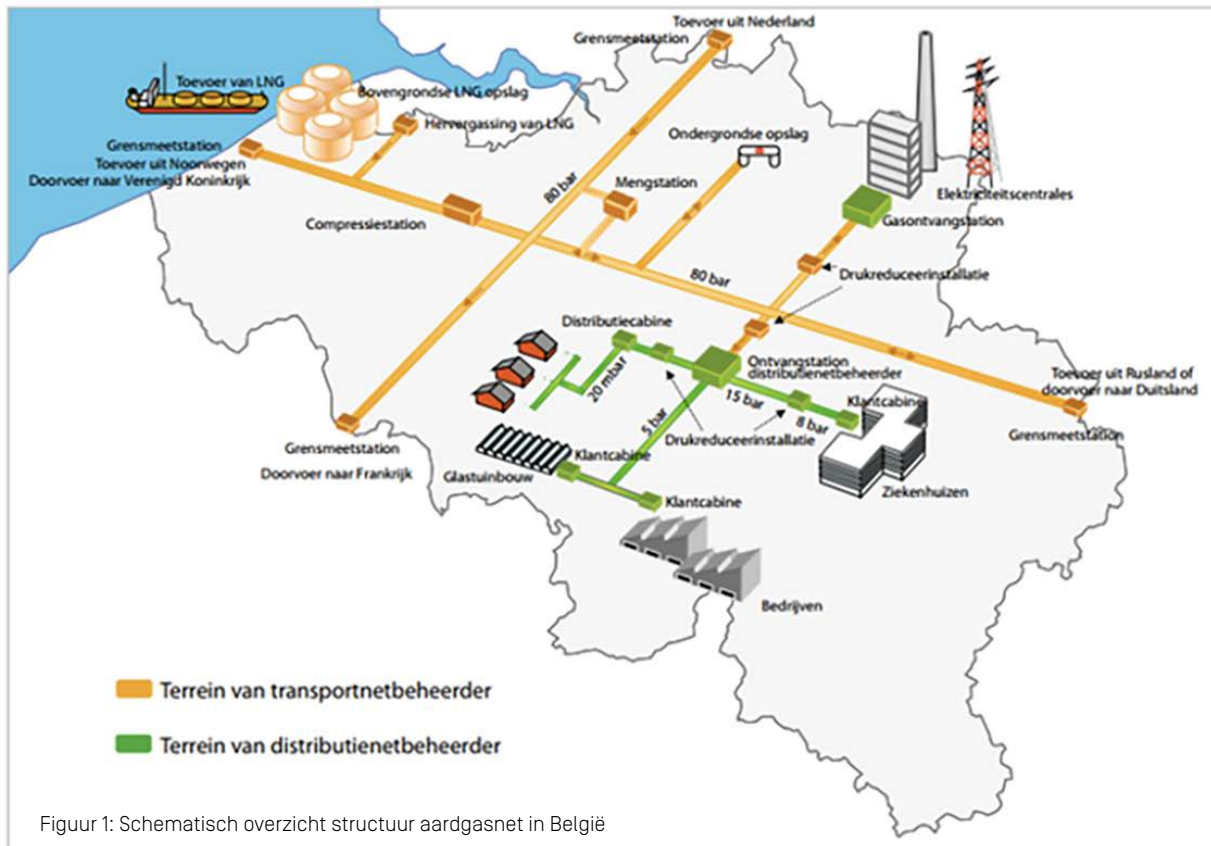 Toevoer uit Nederland
Grensmeetstation
Toevoer van LNG
Bovengrondse LNG opslag
Hervergassing van LNG
Grensmeetstation
Toevoer uit Noorwegen
Doorvoer naar Verenigd Koninkrijk
Ondergrondse opslag
80 bar
Mengstation
Elektriciteitscentrales
Gasontvangstation
Compressiestation
80 bar
Drukreduceerinstallatie
Distributiecabine
20 mbar
Ontvangstation
distributienetbeheerder
Toevoer uit Rusland of
doorvoer naar Duitsland
Grensmeetstation
15 bar
8 bar
Klantcabine
5 bar
Drukreduceerinstallatie
Grensmeetstation
Doorvoer naar Frankrijk
Klantcabine
Glastuinbouw
Klantcabine
Ziekenhuizen
Bedrijven
Terrein van transportnetbeheerder
Terrein van distributienetbeheerder
Figuur 1: Schematisch overzicht structuur aardgasnet in België